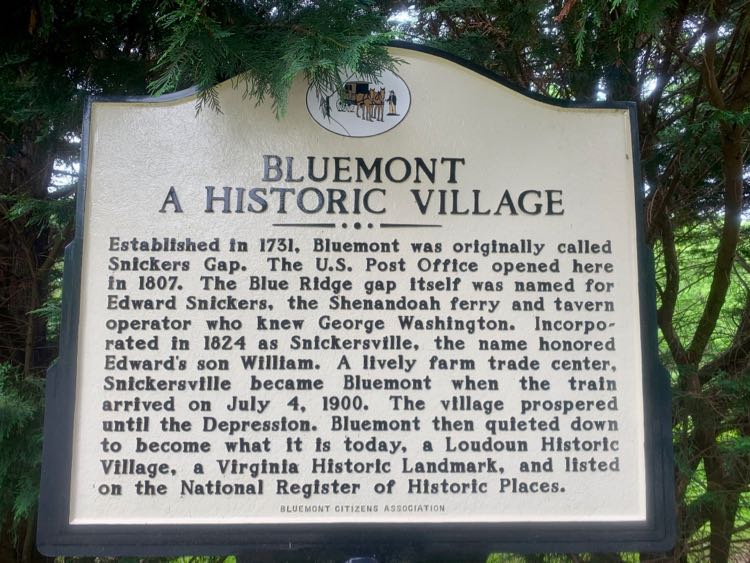 BLUEMONT
A HISTORIC VILLAGE
Established in 1731, Bluemont was originally called
Snickers Gap. The U.S. Post Office opened here
in 1807. The Blue Ridge gap itself was named for
Edward Snickers, the Shenandoah ferry and tavern
operator who knew George Washington. Incorpo-
rated in 1824 as Snickersville, the name honored
Edward's son William. A lively farm trade center,
Snickersville became Bluemont when the train
arrived on July 4, 1900. The village prospered
until the Depression. Bluemont then quieted down
to become what it is today, a Loudoun Historic
Village, a Virginia Historic Landmark, and listed
on the National Register of Historic Places.
BLUEMONT CITIZENS ASSOCIATION